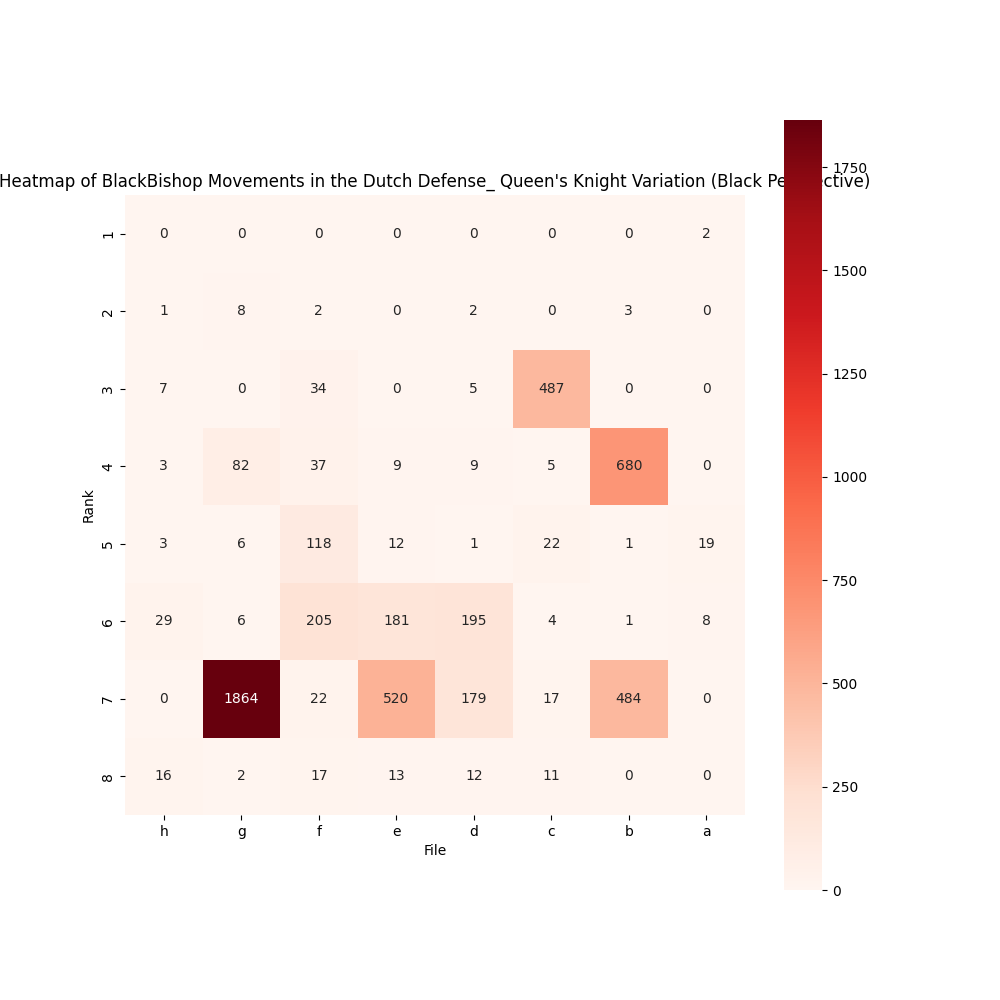 Heatmap of BlackBishop Movements in the Dutch Defense_ Queen's Knight Variation (Black Perspective)
1 0 0 0 0 0 0 0 2
2 1 8 2 0 2 0 3 0
3 7 0 34 0 5 487 0 0
4 3 82 37 9 9 5 680 0
5 3 6 118 12 1 22 1 19
6 29 6 205 181 195 4 1 8
7 0 1864 22 520 179 17 484 0
8 16 2 17 13 12 11 0 0
h g f e d c b a
File
Rank
1750
1500
1250
1000
750
500
250
0